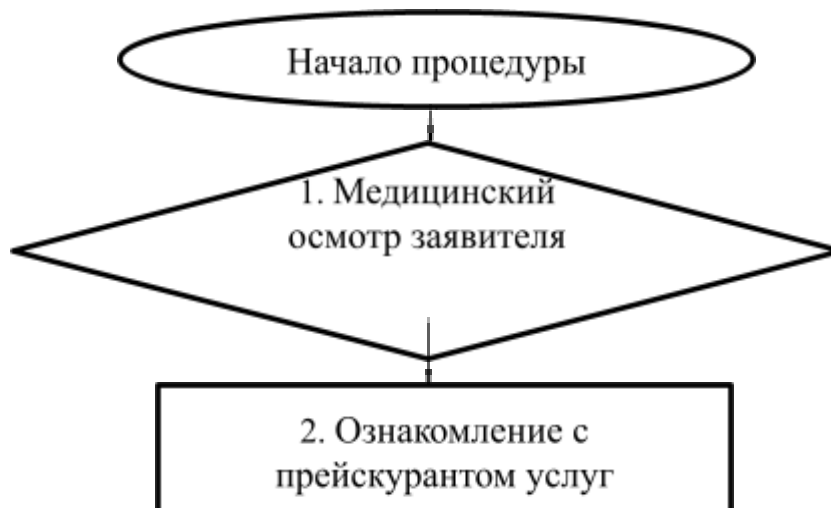 Начало процедуры
1. Медицинский
осмотр заявителя
2. Ознакомление с
прейскурантом услуг